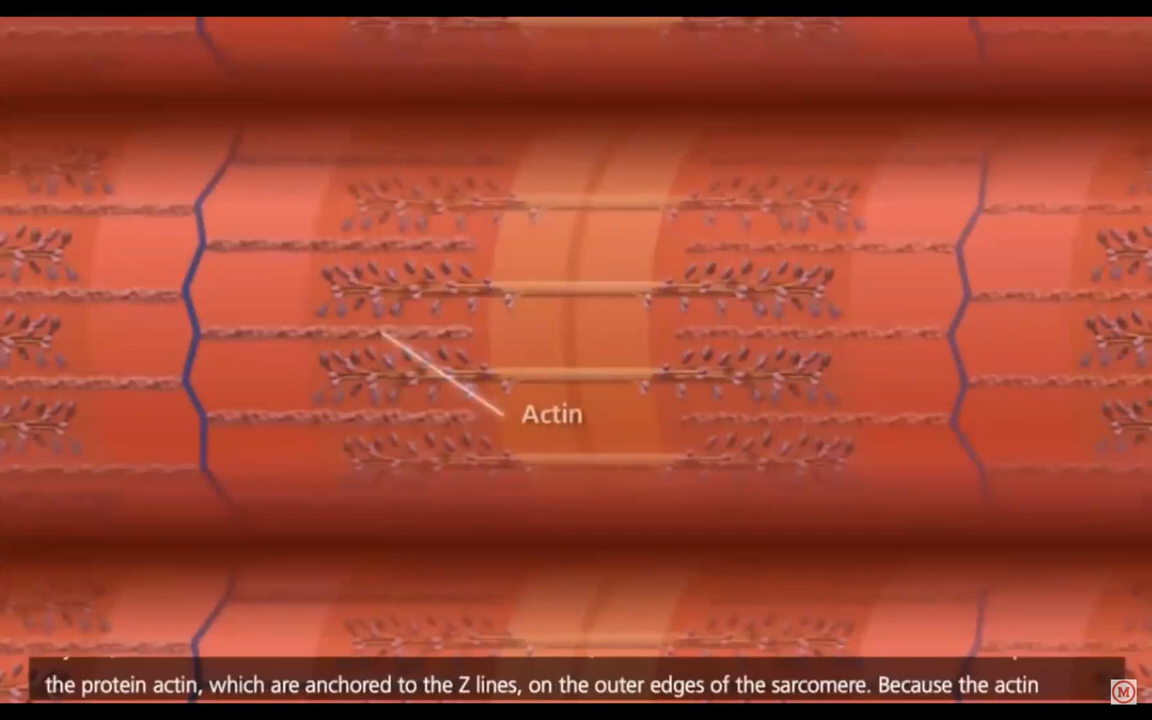 Actin
the protein actin, which are anchored to the Z lines, on the outer edges of the sarcomere. Because the actin
M